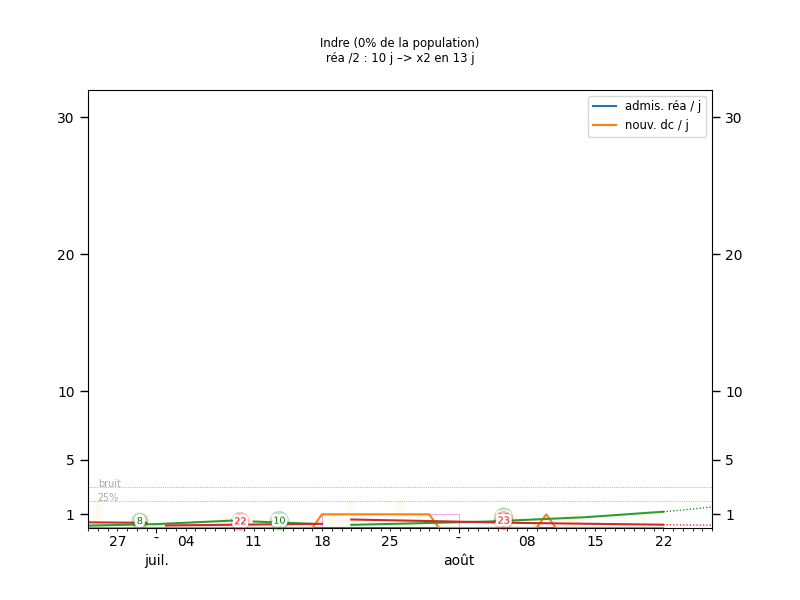 Indre (0% de la population)
réa /2 : 10 j –> x2 en 13 j
admis. réa / j
nouv. dc / j
30 30
20 20
10 10
5 5
bruit
25%
1 1
8 22 10 23
27 - 04 11 18 25 - 08 15 22
juil. août